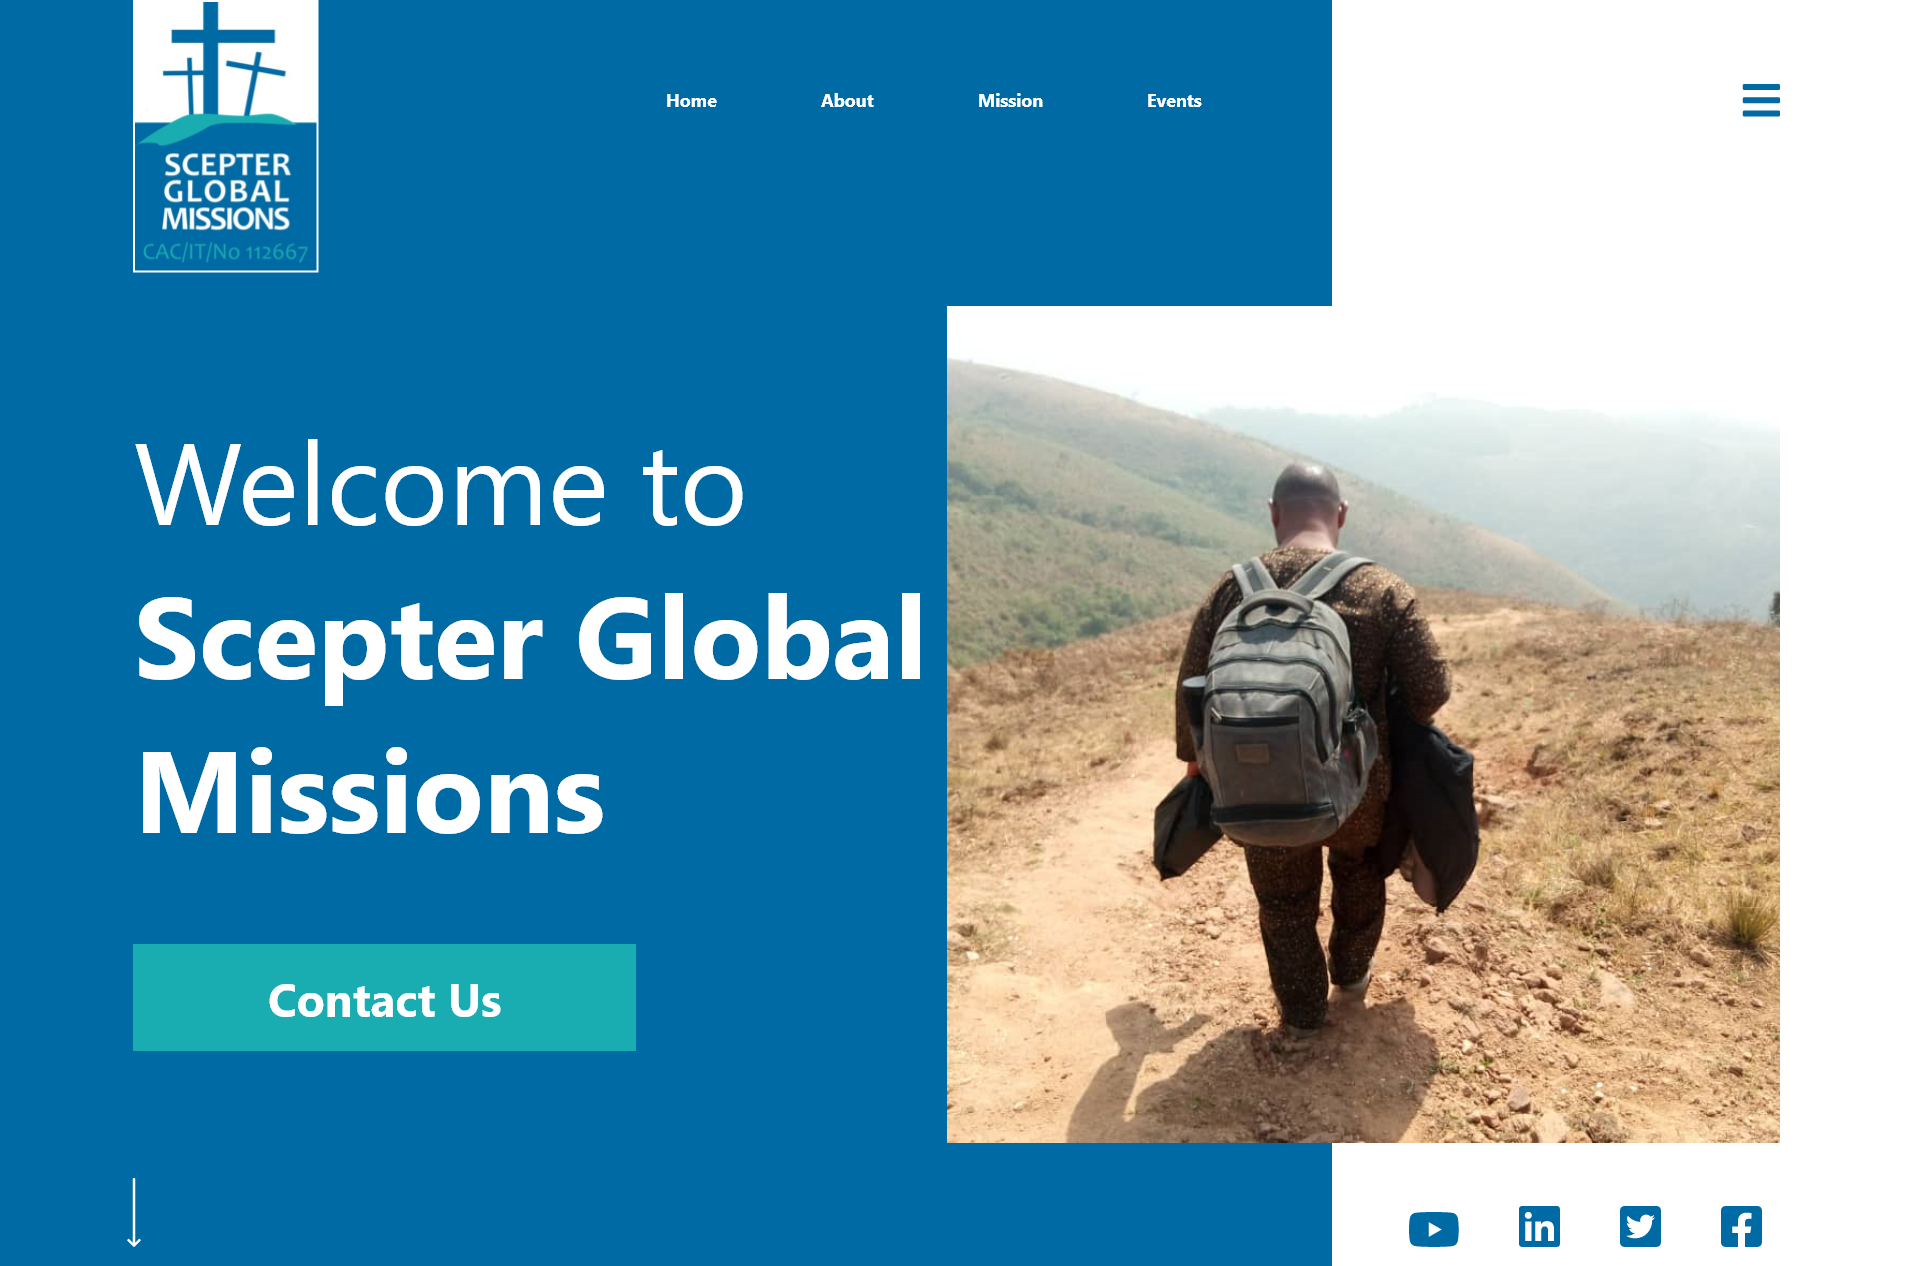 SCEPTER
GLOBAL
MISSIONS
CAC/IT/No 112667
Home
About
Mission
Events
Welcome to
Scepter Global
Missions
Contact Us